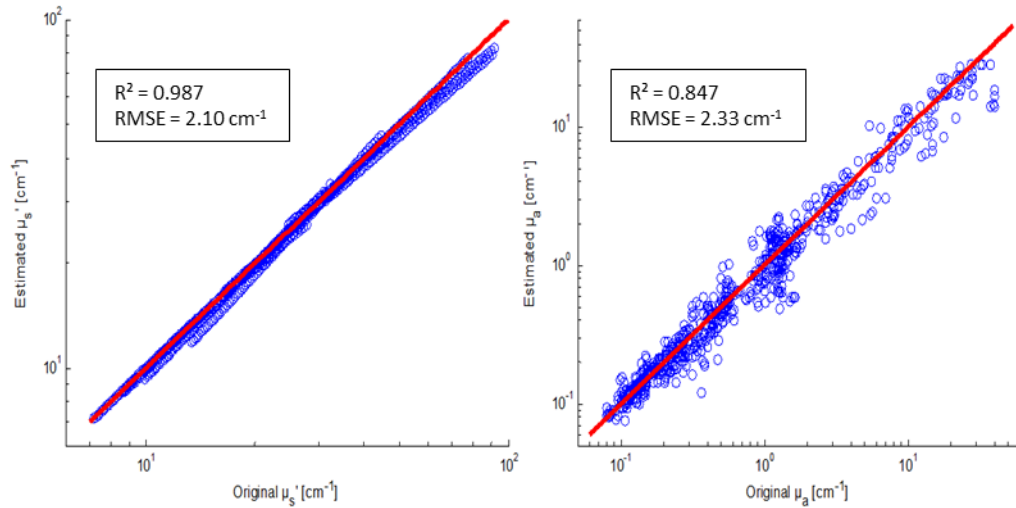 10²
R² = 0.987
RMSE = 2.10 cm⁻¹
Estimated μₛ' [cm⁻¹]
10¹
10¹
10²
Original μₛ' [cm⁻¹]
R² = 0.847
RMSE = 2.33 cm⁻¹
10¹
Estimated μₐ [cm⁻¹]
10⁰
10⁻¹
10⁻¹
10⁰
10¹
Original μₐ [cm⁻¹]